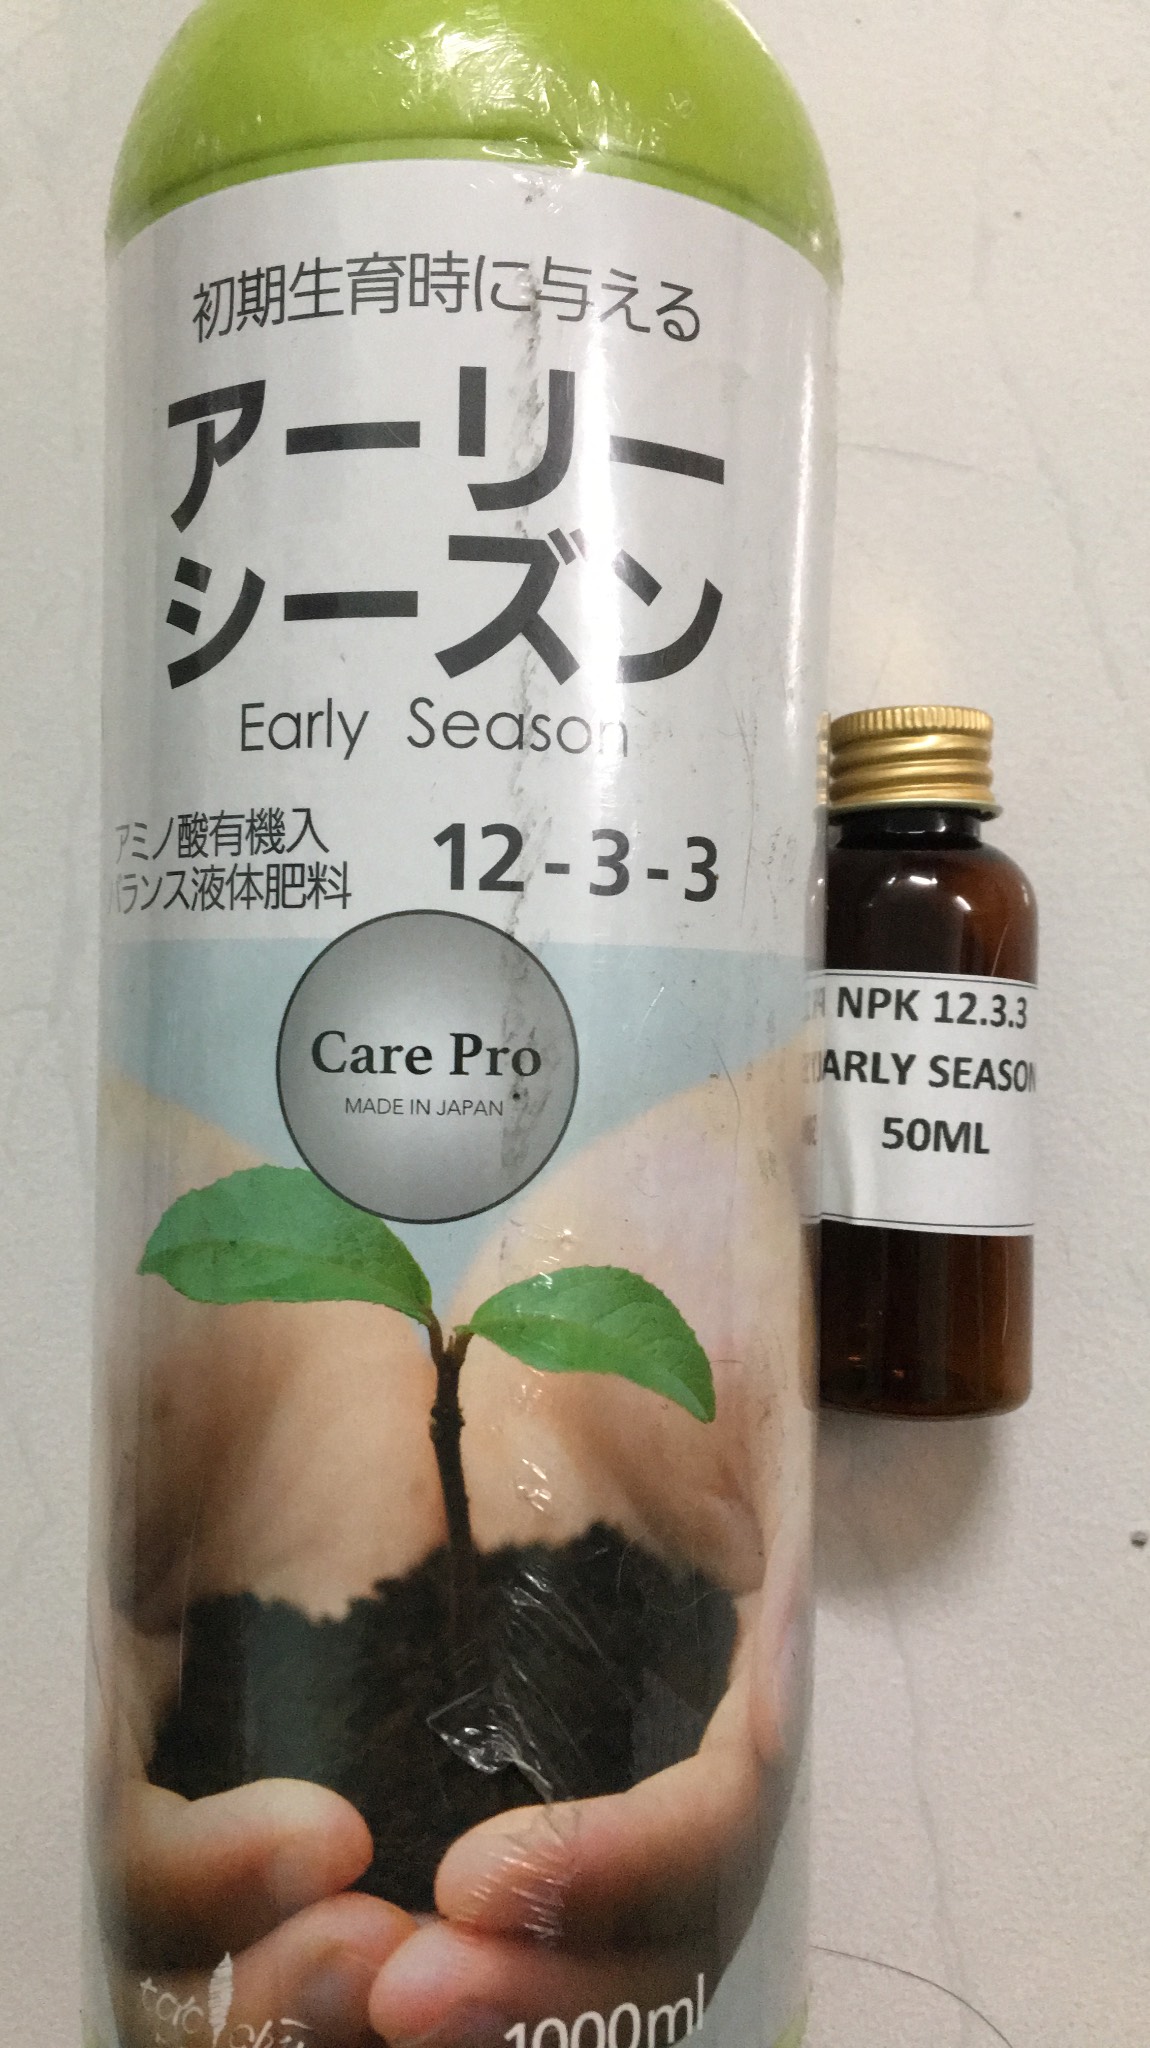 初期生育時に与える
アーリー
シーズン
Early Season
アミノ酸有機入
バランス液体肥料
12-3-3
Care Pro
MADE IN JAPAN
1000ml
NPK 12.3.3
EARLY SEASON
50ML